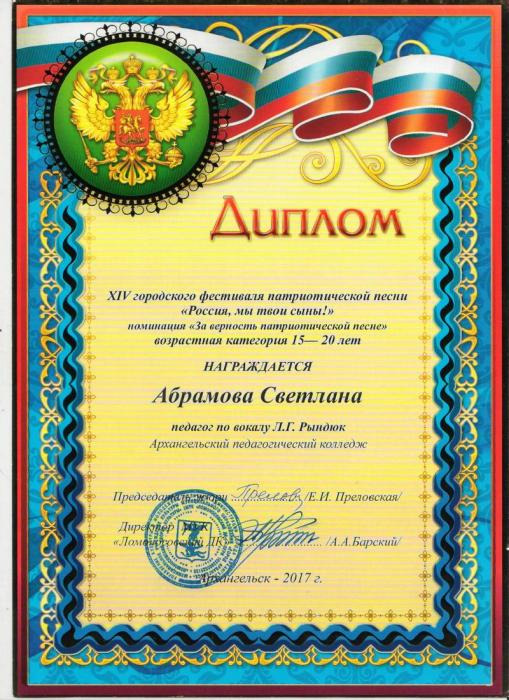 Диплом
XIV городского фестиваля патриотической песни
«Россия, мы твои сыны!»
номинация «За верность патриотической песне»
возрастная категория 15— 20 лет
НАГРАЖДАЕТСЯ
Абрамова Светлана
педагог по вокалу Л.Г. Рындюк
Архангельский педагогический колледж
Председатель жюри /Е.И. Преловская/
Директор
«Ломоносовский ДК» /А.А.Барский/
Архангельск - 2017 г.